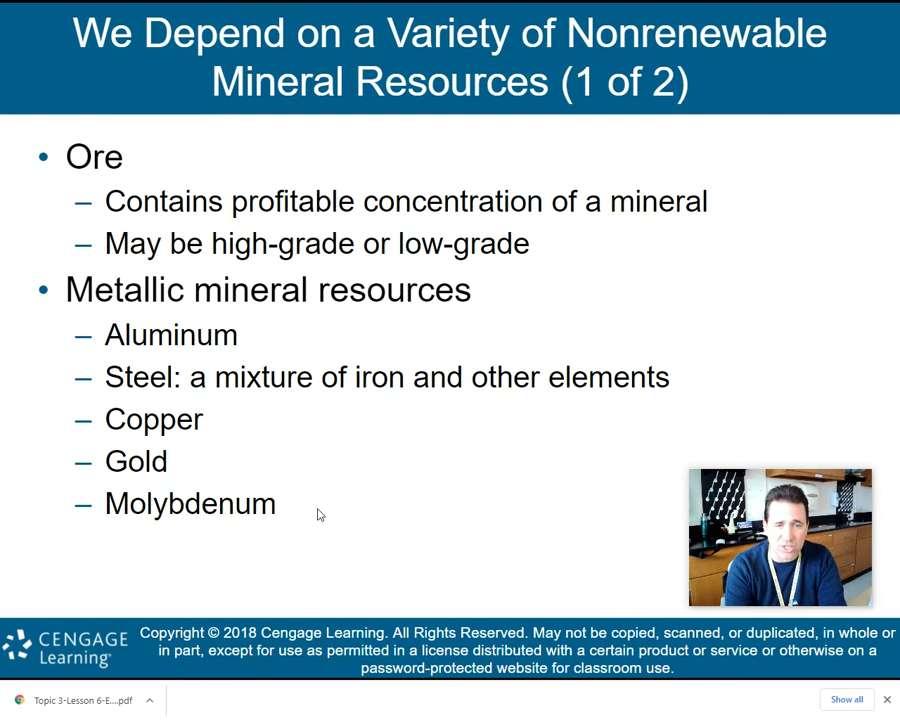 We Depend on a Variety of Nonrenewable
Mineral Resources (1 of 2)
• Ore
– Contains profitable concentration of a mineral
– May be high-grade or low-grade
• Metallic mineral resources
– Aluminum
– Steel: a mixture of iron and other elements
– Copper
– Gold
– Molybdenum
CENGAGE
Learning
Copyright © 2018 Cengage Learning. All Rights Reserved. May not be copied, scanned, or duplicated, in whole or
in part, except for use as permitted in a license distributed with a certain product or service or otherwise on a
password-protected website for classroom use.
Topic 3-Lesson 6-E....pdf
Show all